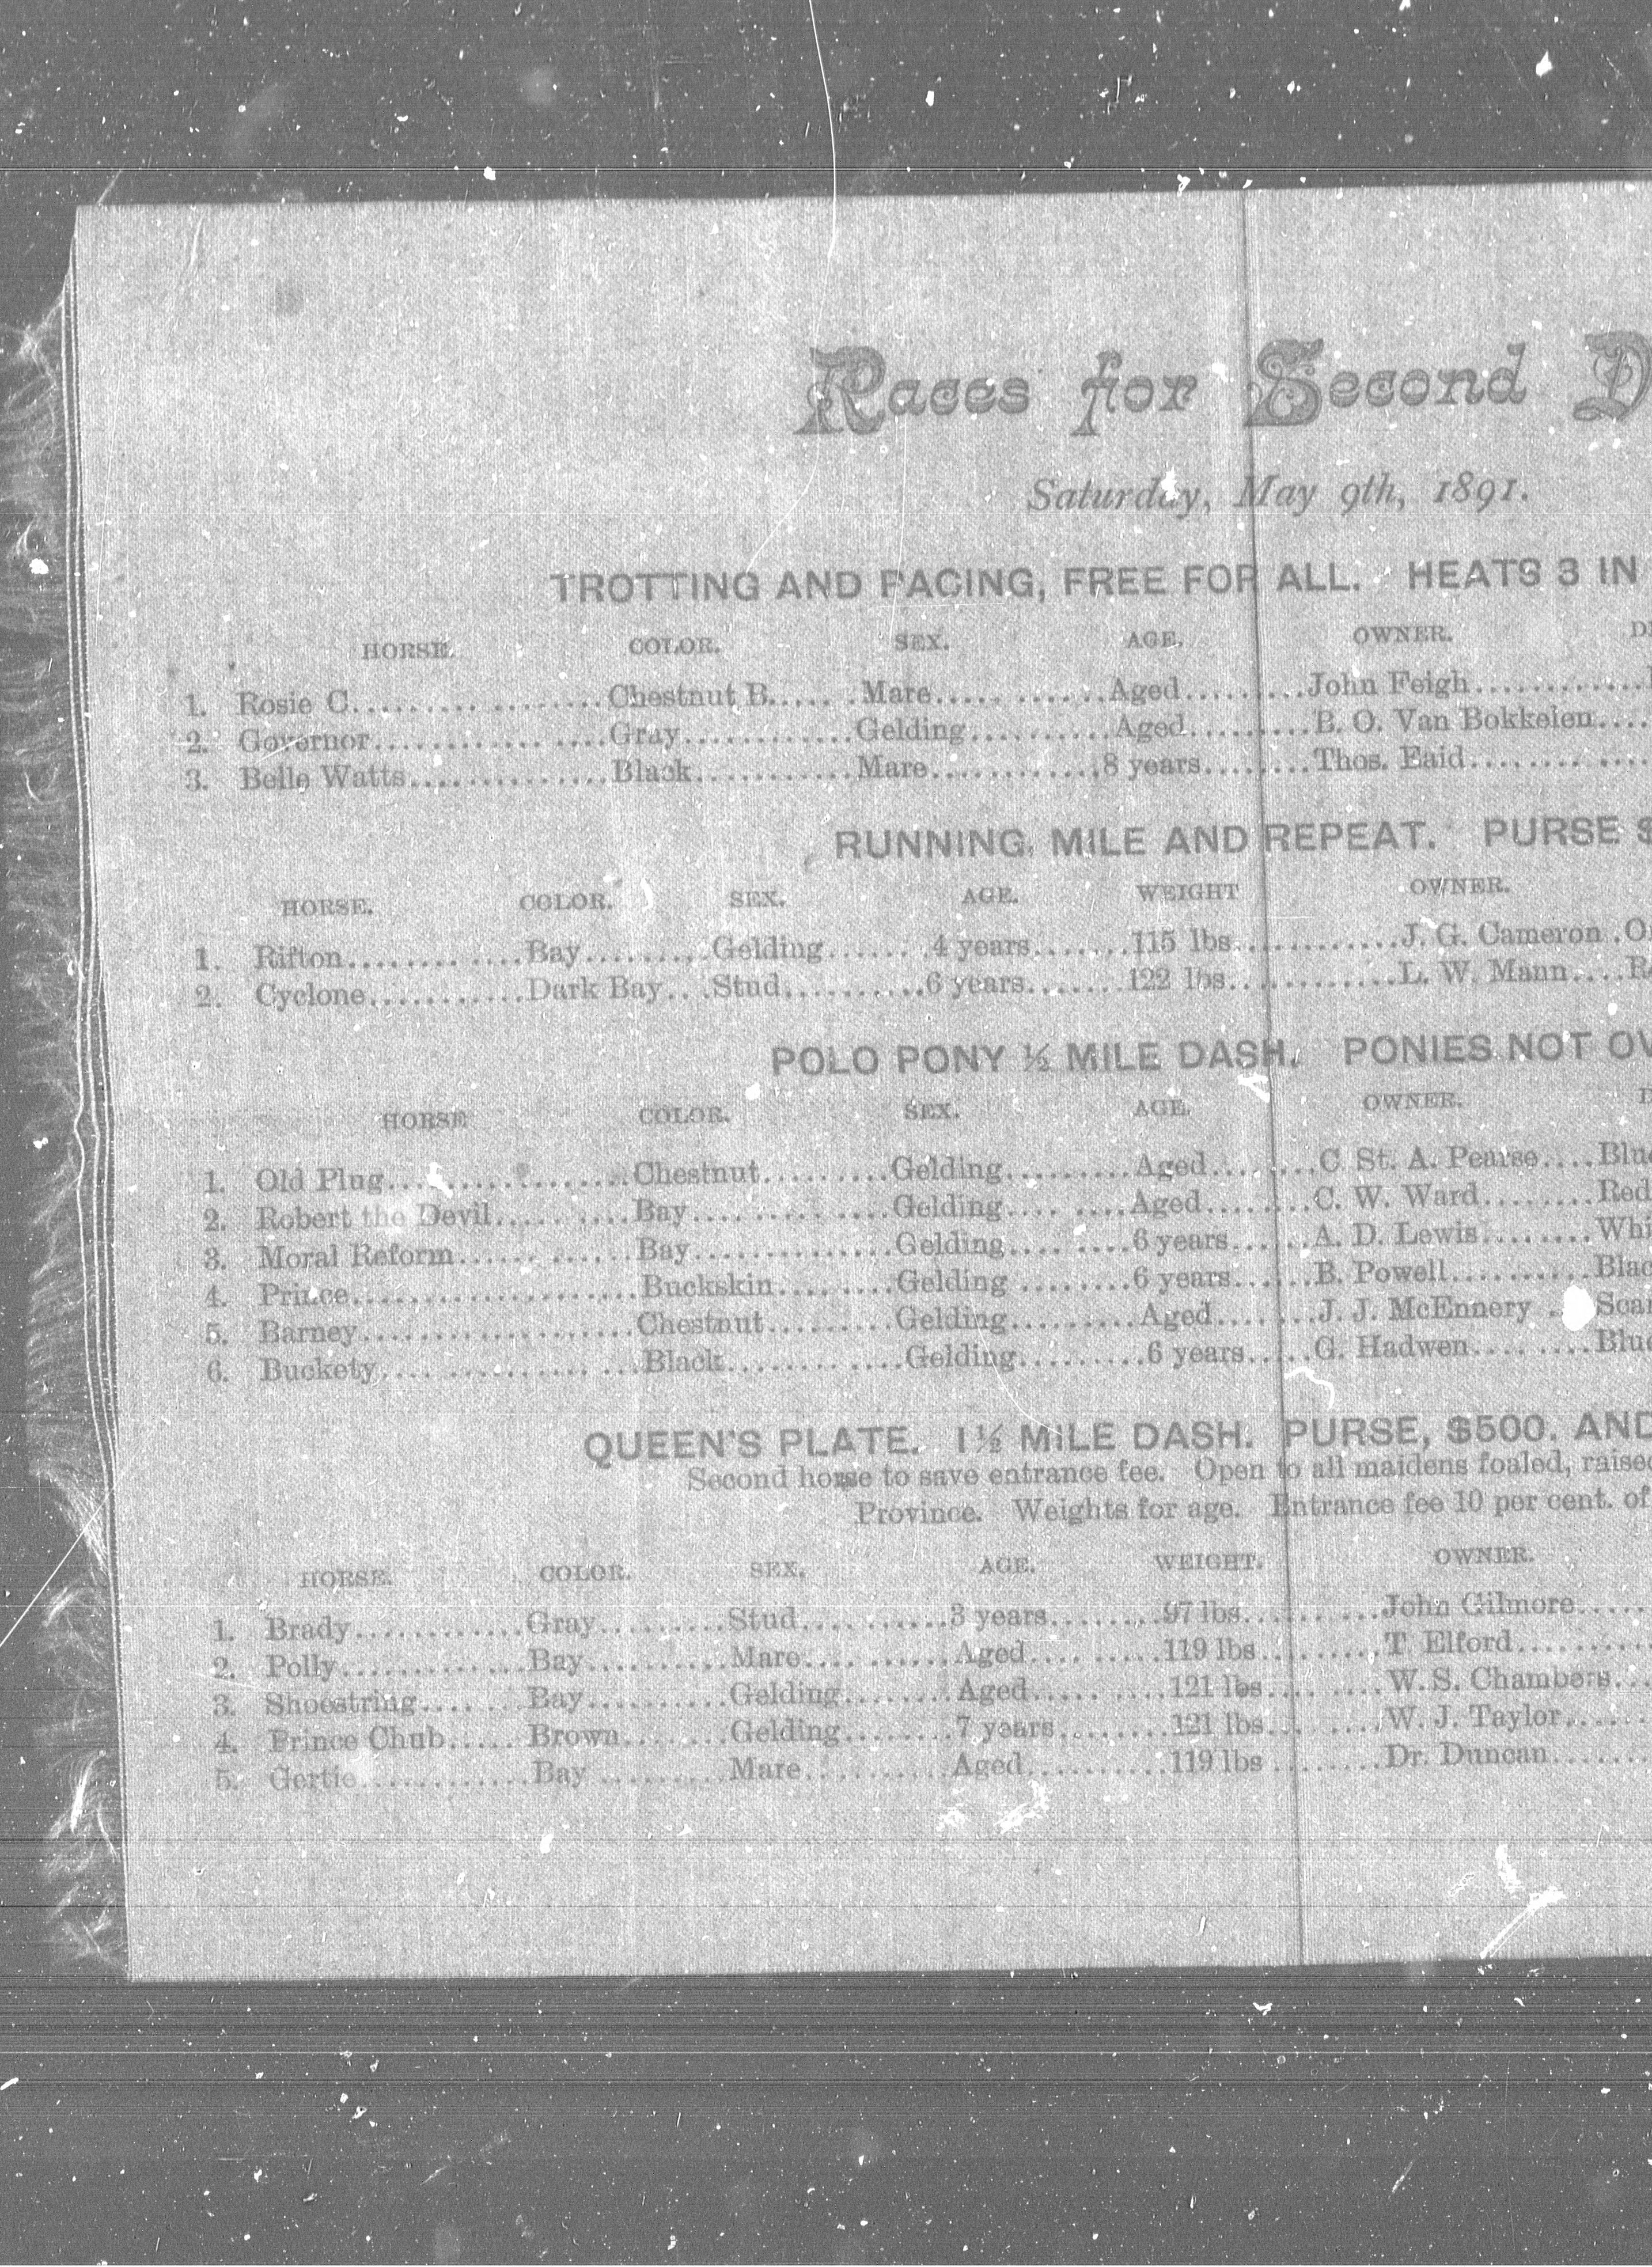 Races for Second D
Saturday, May 9th, 1891.
TROTTING AND PACING, FREE FOR ALL. HEATS 3 IN
HORSE. COLOR. SEX. AGE. OWNER. D
1. Rosie C. Chestnut B. Mare Aged John Feigh
2. Governor Gray Gelding Aged B. O. Van Bokkelen
3. Belle Watts Black Mare 8 years Thos. Eaid
RUNNING, MILE AND REPEAT. PURSE $
HORSE. COLOR. SEX. AGE. WEIGHT OWNER.
1. Rifton Bay Gelding 4 years 115 lbs. J. G. Cameron
2. Cyclone Dark Bay Stud 6 years 122 lbs. L. W. Mann
POLO PONY ½ MILE DASH. PONIES NOT OV
HORSE COLOR. SEX. AGE. OWNER.
1. Old Plug Chestnut Gelding Aged C St. A. Pearse Blu
2. Robert the Devil Bay Gelding Aged C. W. Ward Red
3. Moral Reform Bay Gelding 6 years A. D. Lewis Whi
4. Prince Buckskin Gelding 6 years B. Powell Blac
5. Barney Chestnut Gelding Aged J. J. McEnnery Scar
6. Buckety Black Gelding 6 years G. Hadwen Blu
QUEEN'S PLATE. 1½ MILE DASH. PURSE, $500. AND
Second horse to save entrance fee. Open to all maidens foaled, raised
Province. Weights for age. Entrance fee 10 per cent. of
HORSE. COLOR. SEX. AGE. WEIGHT. OWNER.
1. Brady Gray Stud 3 years 97 lbs. John Gilmore
2. Polly Bay Mare Aged 119 lbs T Elford
3. Shoestring Bay Gelding Aged 121 lbs. W. S. Chambers
4. Prince Chub Brown Gelding 7 years 121 lbs. W. J. Taylor
5. Gertie Bay Mare Aged 119 lbs Dr. Duncan